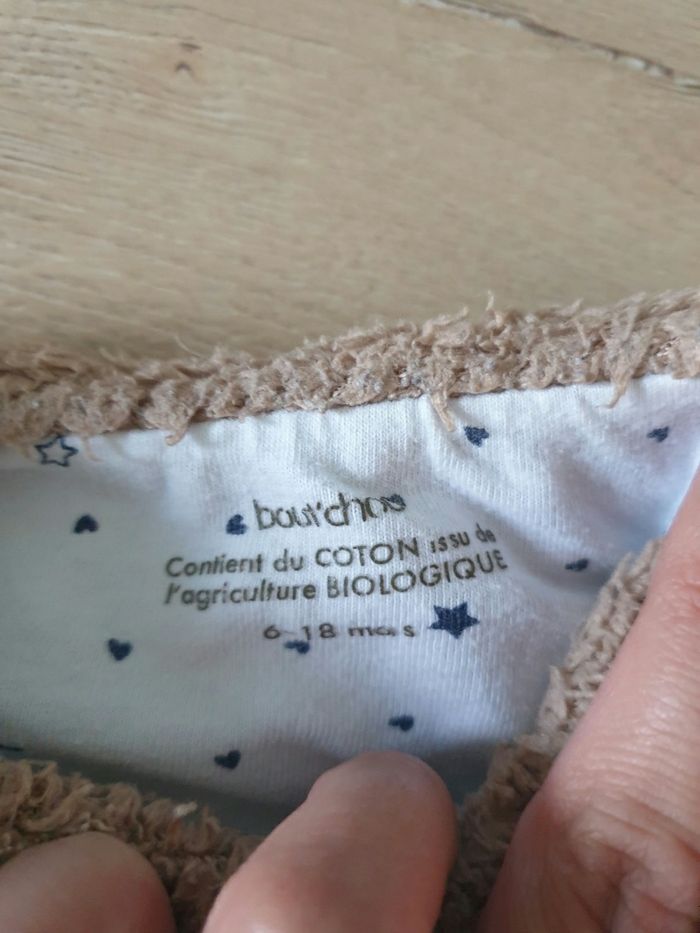 bout'chou
Contient du COTON issu de
l'agriculture BIOLOGIQUE
6-18 mois